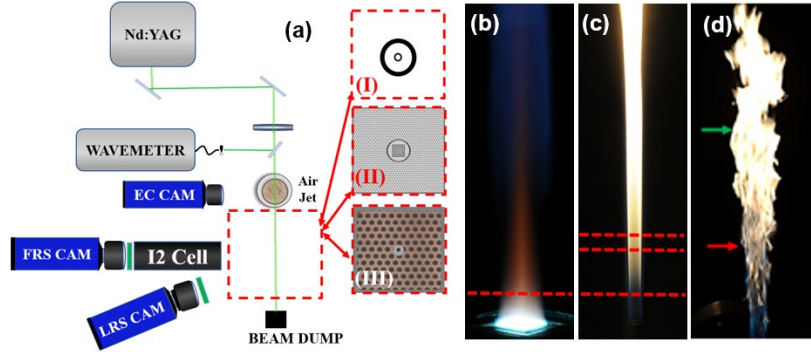 (a)
Nd:YAG
WAVEMETER
EC CAM
Air
Jet
FRS CAM
I2 Cell
LRS CAM
BEAM DUMP
(I)
(II)
(III)
(b)
(c)
(d)